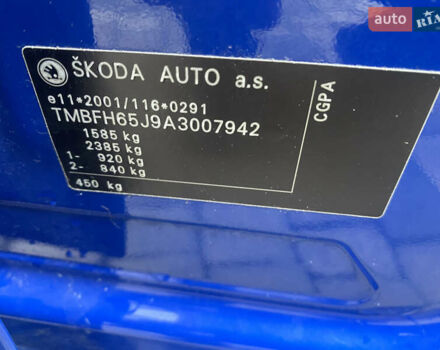 auto RIA
ŠKODA AUTO a.s.
e11*2001/116*0291
TMBFH65J9A3007942
1585 kg
2385 kg
1- 920 kg
2- 840 kg
450 kg
CGPA